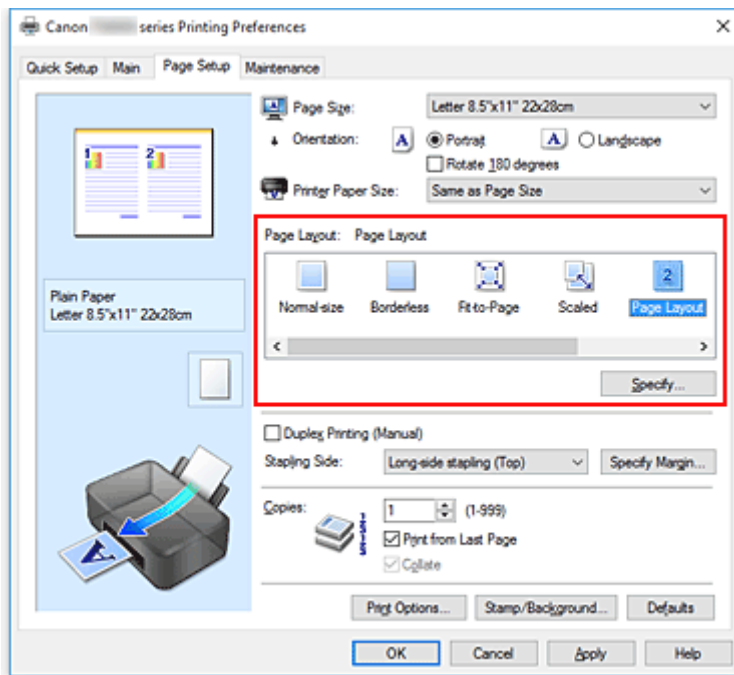 Canon series Printing Preferences
Quick Setup Main Page Setup Maintenance
Page Size: Letter 8.5"x11" 22x28cm
Orientation: A Portrait A Landscape
Rotate 180 degrees
Printer Paper Size: Same as Page Size
1 2
Page Layout: Page Layout
2
Normal-size Borderless Fit-to-Page Scaled Page Layout
Plain Paper
Letter 8.5"x11" 22x28cm
Specify...
Duplex Printing (Manual)
Stapling Side: Long-side stapling (Top) Specify Margin...
Copies: 1 (1-999)
Print from Last Page
Collate
A
Print Options... Stamp/Background... Defaults
OK Cancel Apply Help